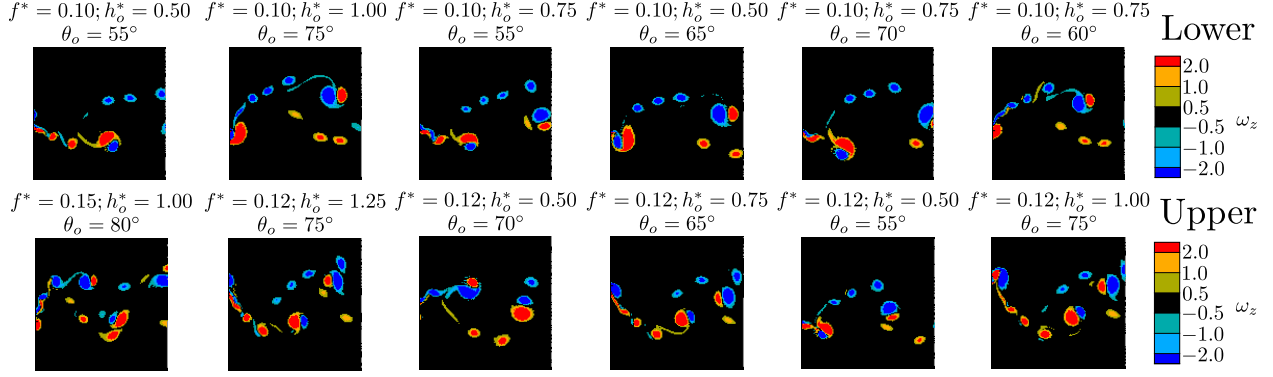 f* = 0.10; h*ₒ = 0.50
θₒ = 55°
f* = 0.10; h*ₒ = 1.00
θₒ = 75°
f* = 0.10; h*ₒ = 0.75
θₒ = 55°
f* = 0.10; h*ₒ = 0.50
θₒ = 65°
f* = 0.10; h*ₒ = 0.75
θₒ = 70°
f* = 0.10; h*ₒ = 0.75
θₒ = 60°
Lower
2.0
1.0
0.5
−0.5
−1.0
−2.0
ω_z
f* = 0.15; h*ₒ = 1.00
θₒ = 80°
f* = 0.12; h*ₒ = 1.25
θₒ = 75°
f* = 0.12; h*ₒ = 0.50
θₒ = 70°
f* = 0.12; h*ₒ = 0.75
θₒ = 65°
f* = 0.12; h*ₒ = 0.50
θₒ = 55°
f* = 0.12; h*ₒ = 1.00
θₒ = 75°
Upper
2.0
1.0
0.5
−0.5
−1.0
−2.0
ω_z